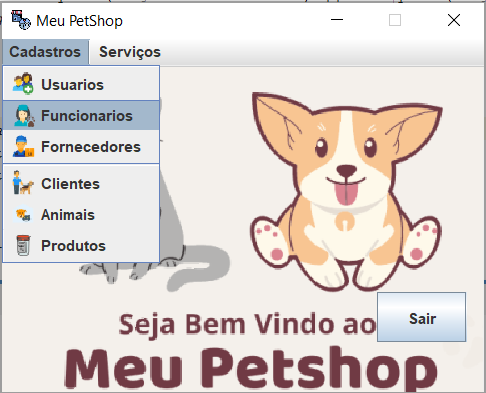 Meu PetShop
Cadastros Serviços
Usuarios
Funcionarios
Fornecedores
Clientes
Animais
Produtos
Sair
Seja Bem Vindo ao
Meu Petshop